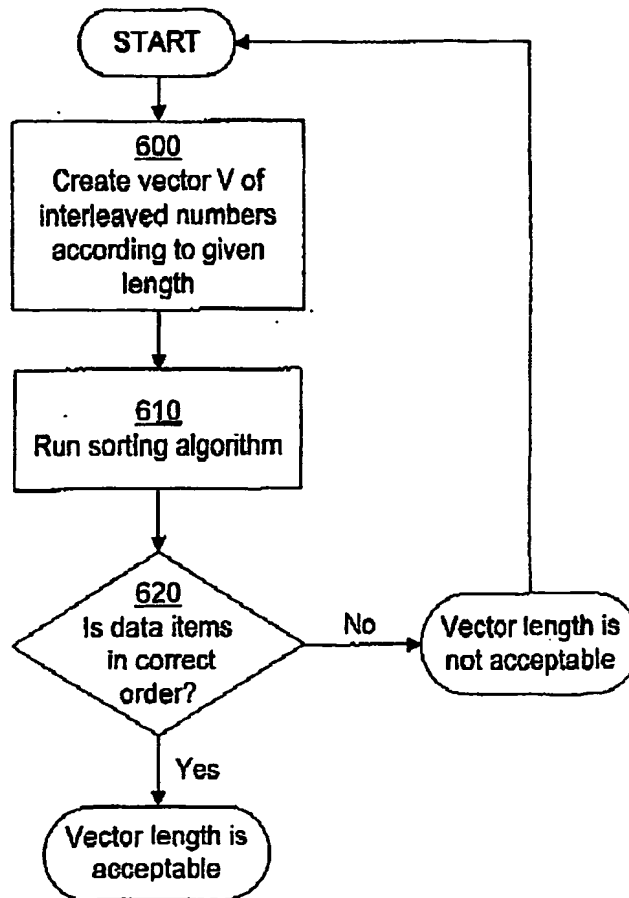 START
600
Create vector V of
interleaved numbers
according to given
length
610
Run sorting algorithm
620
Is data items
in correct
order?
No
Vector length is
not acceptable
Yes
Vector length is
acceptable